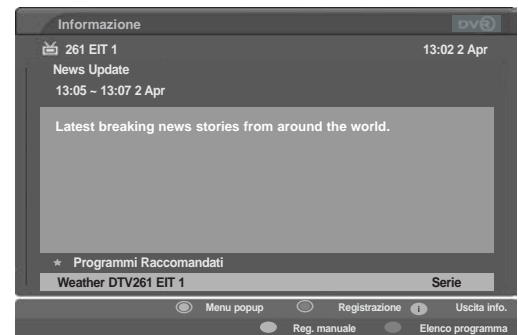 Informazione DVR
261 EIT 1 13:02 2 Apr
News Update
13:05 ~ 13:07 2 Apr
Latest breaking news stories from around the world.
★ Programmi Raccomandati
Weather DTV261 EIT 1 Serie
Menu popup Registrazione i Uscita info.
Reg. manuale Elenco programma